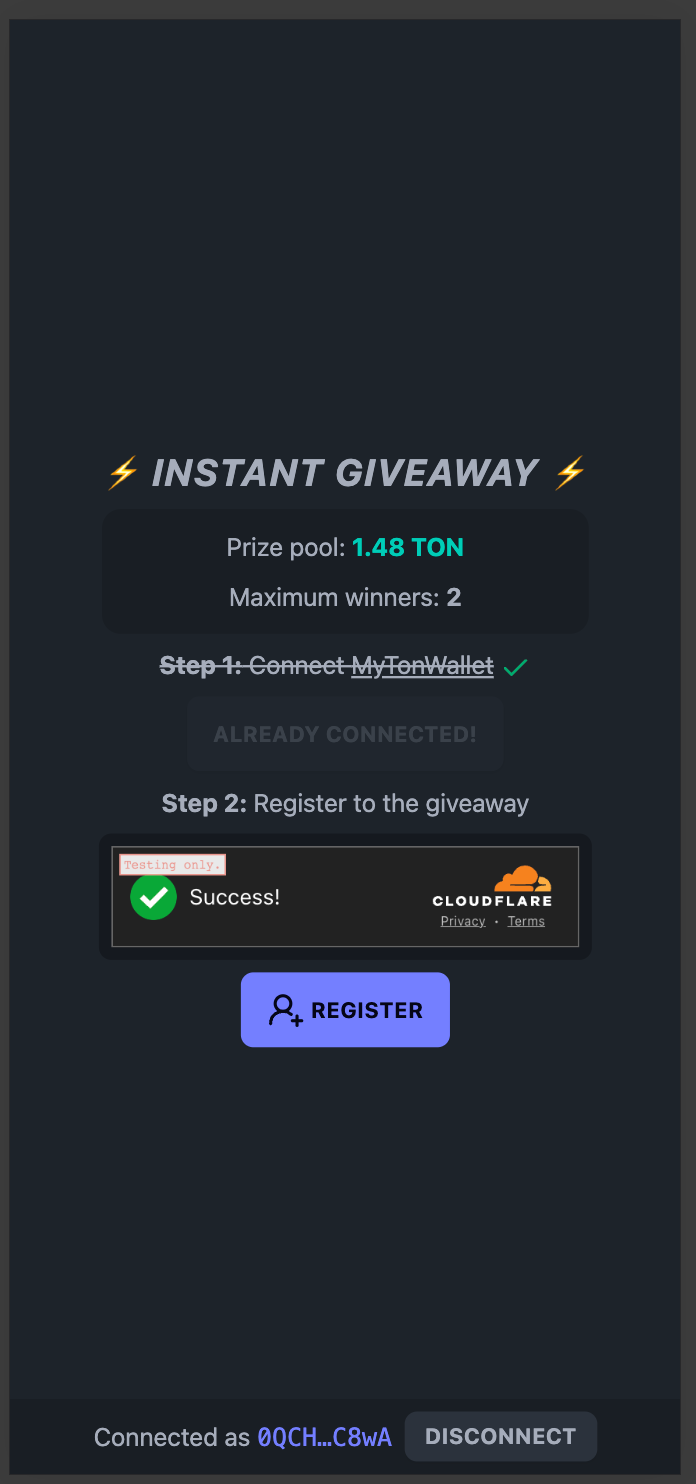 ⚡ INSTANT GIVEAWAY ⚡
Prize pool: 1.48 TON
Maximum winners: 2
Step 1: Connect MyTonWallet
ALREADY CONNECTED!
Step 2: Register to the giveaway
Testing only.
Success!
CLOUDFLARE
Privacy • Terms
REGISTER
Connected as 0QCH…C8wA DISCONNECT